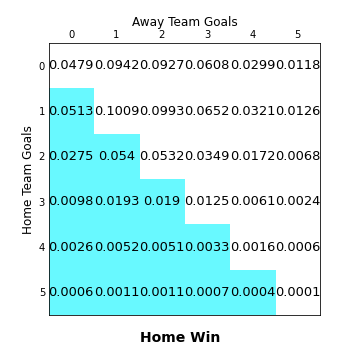 Away Team Goals
0 1 2 3 4 5
0 0.0479 0.0942 0.0927 0.0608 0.0299 0.0118
1 0.0513 0.1009 0.0993 0.0652 0.0321 0.0126
2 0.0275 0.054 0.0532 0.0349 0.0172 0.0068
3 0.0098 0.0193 0.019 0.0125 0.0061 0.0024
4 0.0026 0.0052 0.0051 0.0033 0.0016 0.0006
5 0.0006 0.0011 0.0011 0.0007 0.0004 0.0001
Home Team Goals
Home Win